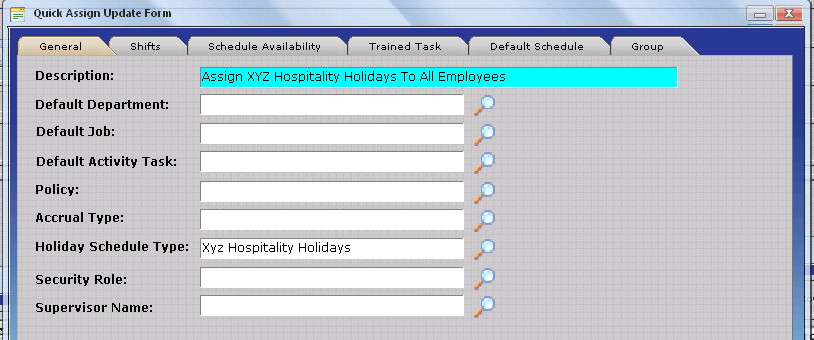 Quick Assign Update Form
General Shifts Schedule Availability Trained Task Default Schedule Group
Description: Assign XYZ Hospitality Holidays To All Employees
Default Department:
Default Job:
Default Activity Task:
Policy:
Accrual Type:
Holiday Schedule Type: Xyz Hospitality Holidays
Security Role:
Supervisor Name: